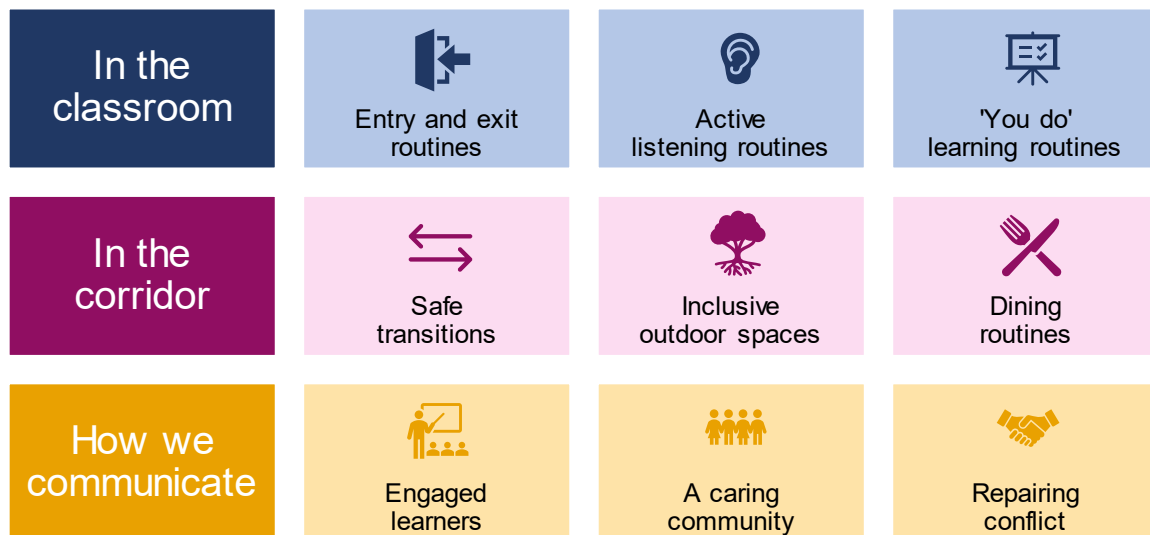 In the
classroom
Entry and exit
routines
Active
listening routines
'You do'
learning routines
In the
corridor
Safe
transitions
Inclusive
outdoor spaces
Dining
routines
How we
communicate
Engaged
learners
A caring
community
Repairing
conflict